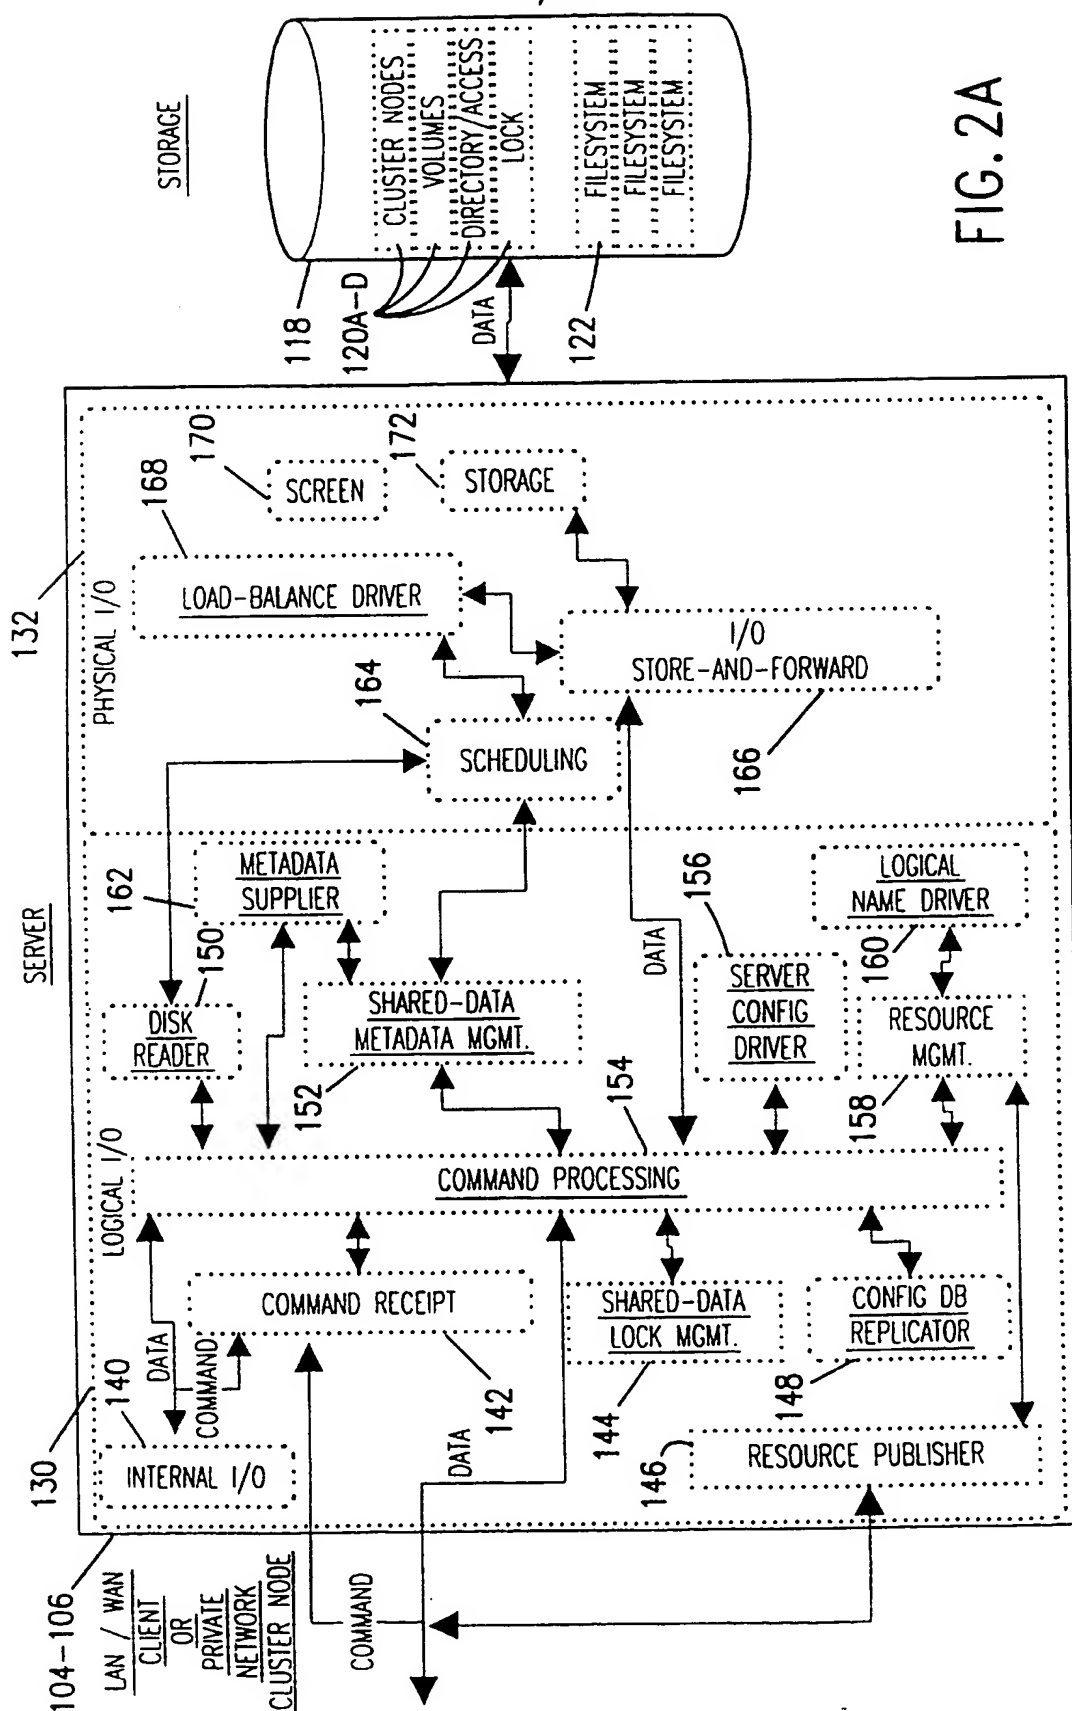 104-106
LAN / WAN
CLIENT
OR
PRIVATE
NETWORK
CLUSTER NODE
COMMAND
DATA
SERVER
130
LOGICAL I/O
140
INTERNAL I/O
DATA
COMMAND
COMMAND RECEIPT
142
SHARED-DATA
LOCK MGMT.
144
CONFIG DB
REPLICATOR
148
146
RESOURCE PUBLISHER
COMMAND PROCESSING
154
DISK
READER
150
162
METADATA
SUPPLIER
SHARED-DATA
METADATA MGMT.
152
DATA
SERVER
CONFIG
DRIVER
156
RESOURCE
MGMT.
158
LOGICAL
NAME DRIVER
160
132
PHYSICAL I/O
SCHEDULING
164
LOAD-BALANCE DRIVER
168
I/O
STORE-AND-FORWARD
166
SCREEN
170
STORAGE
172
DATA
STORAGE
118
120A-D
CLUSTER NODES
VOLUMES
DIRECTORY/ACCESS
LOCK
122
FILESYSTEM
FILESYSTEM
FILESYSTEM
FIG. 2A